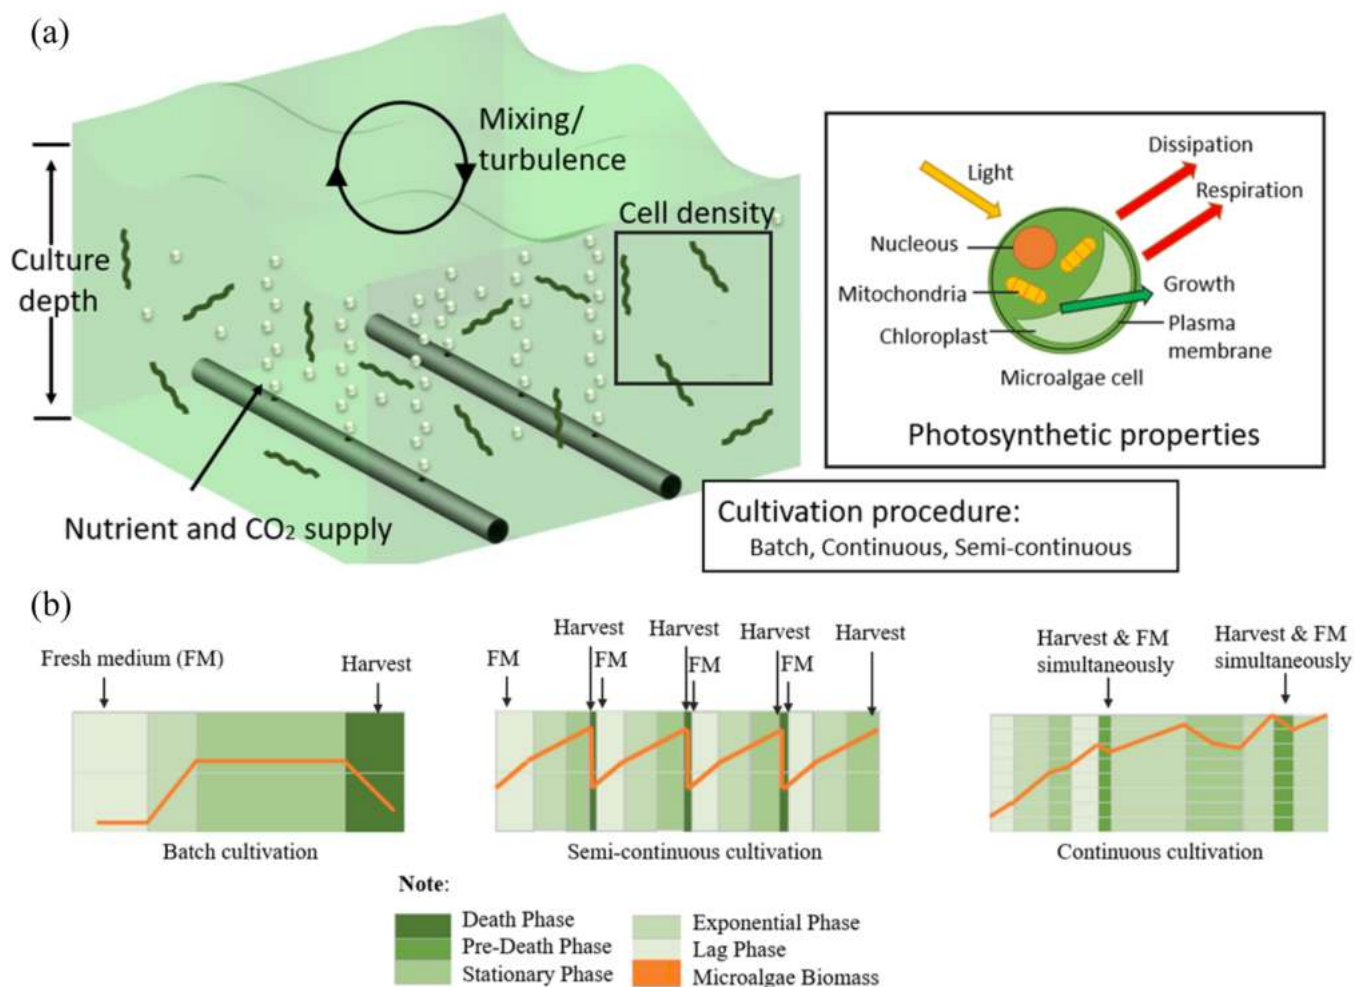 (a)
Mixing/
turbulence
Cell density
Culture
depth
Nutrient and CO₂ supply
Light
Dissipation
Respiration
Nucleous
Mitochondria
Growth
Chloroplast
Plasma
membrane
Microalgae cell
Photosynthetic properties
Cultivation procedure:
Batch, Continuous, Semi-continuous
(b)
Fresh medium (FM)
Harvest
Batch cultivation
FM
Harvest
FM
Harvest
FM
Harvest
FM
Harvest
Semi-continuous cultivation
Harvest & FM
simultaneously
Harvest & FM
simultaneously
Continuous cultivation
Note:
Death Phase
Pre-Death Phase
Stationary Phase
Exponential Phase
Lag Phase
Microalgae Biomass